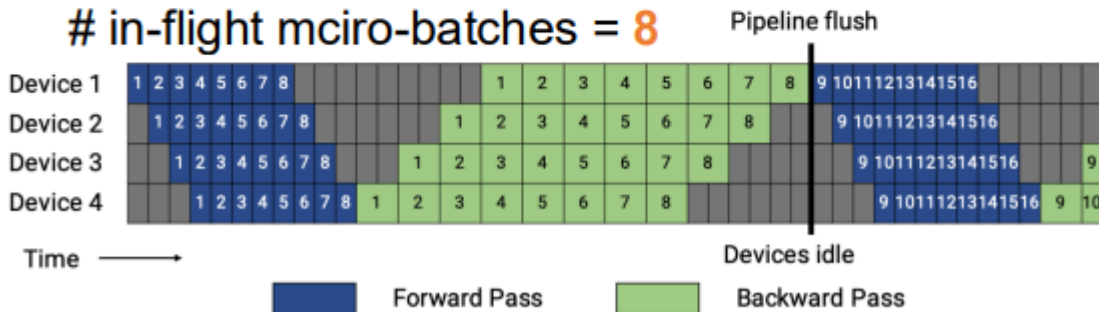 # in-flight mciro-batches = 8
Pipeline flush
Device 1 1 2 3 4 5 6 7 8 1 2 3 4 5 6 7 8 9 10 11 12 13 14 15 16
Device 2 1 2 3 4 5 6 7 8 1 2 3 4 5 6 7 8 9 10 11 12 13 14 15 16
Device 3 1 2 3 4 5 6 7 8 1 2 3 4 5 6 7 8 9 10 11 12 13 14 15 16 9
Device 4 1 2 3 4 5 6 7 8 1 2 3 4 5 6 7 8 9 10 11 12 13 14 15 16 9 10
Time
Devices idle
Forward Pass Backward Pass